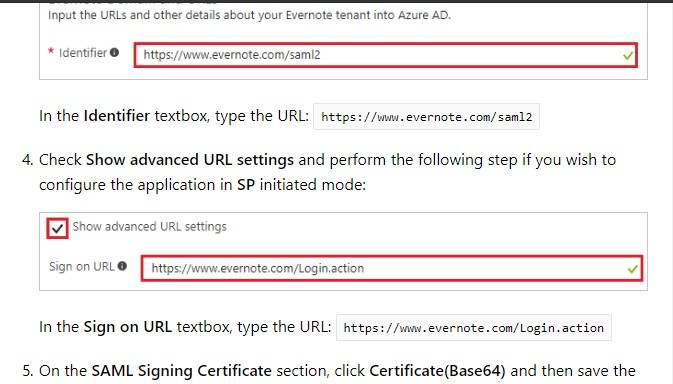 Input the URLs and other details about your Evernote tenant into Azure AD.
* Identifier https://www.evernote.com/saml2
In the Identifier textbox, type the URL: https://www.evernote.com/saml2
4. Check Show advanced URL settings and perform the following step if you wish to
configure the application in SP initiated mode:
Show advanced URL settings
Sign on URL https://www.evernote.com/Login.action
In the Sign on URL textbox, type the URL: https://www.evernote.com/Login.action
5. On the SAML Signing Certificate section, click Certificate(Base64) and then save the